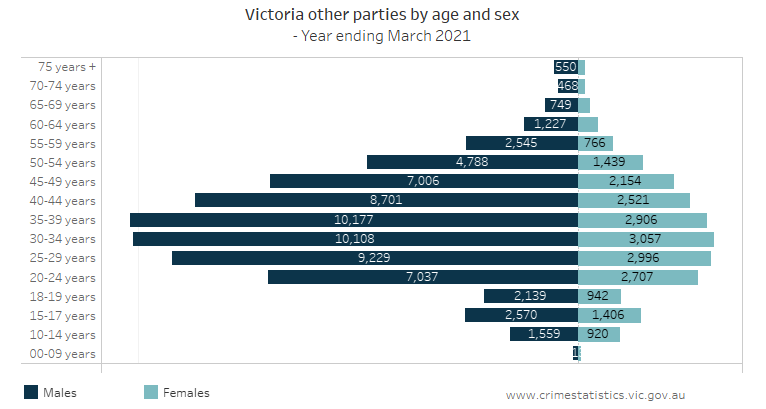 Victoria other parties by age and sex
- Year ending March 2021
75 years + 550
70-74 years 468
65-69 years 749
60-64 years 1,227
55-59 years 2,545 766
50-54 years 4,788 1,439
45-49 years 7,006 2,154
40-44 years 8,701 2,521
35-39 years 10,177 2,906
30-34 years 10,108 3,057
25-29 years 9,229 2,996
20-24 years 7,037 2,707
18-19 years 2,139 942
15-17 years 2,570 1,406
10-14 years 1,559 920
00-09 years
Males Females www.crimestatistics.vic.gov.au